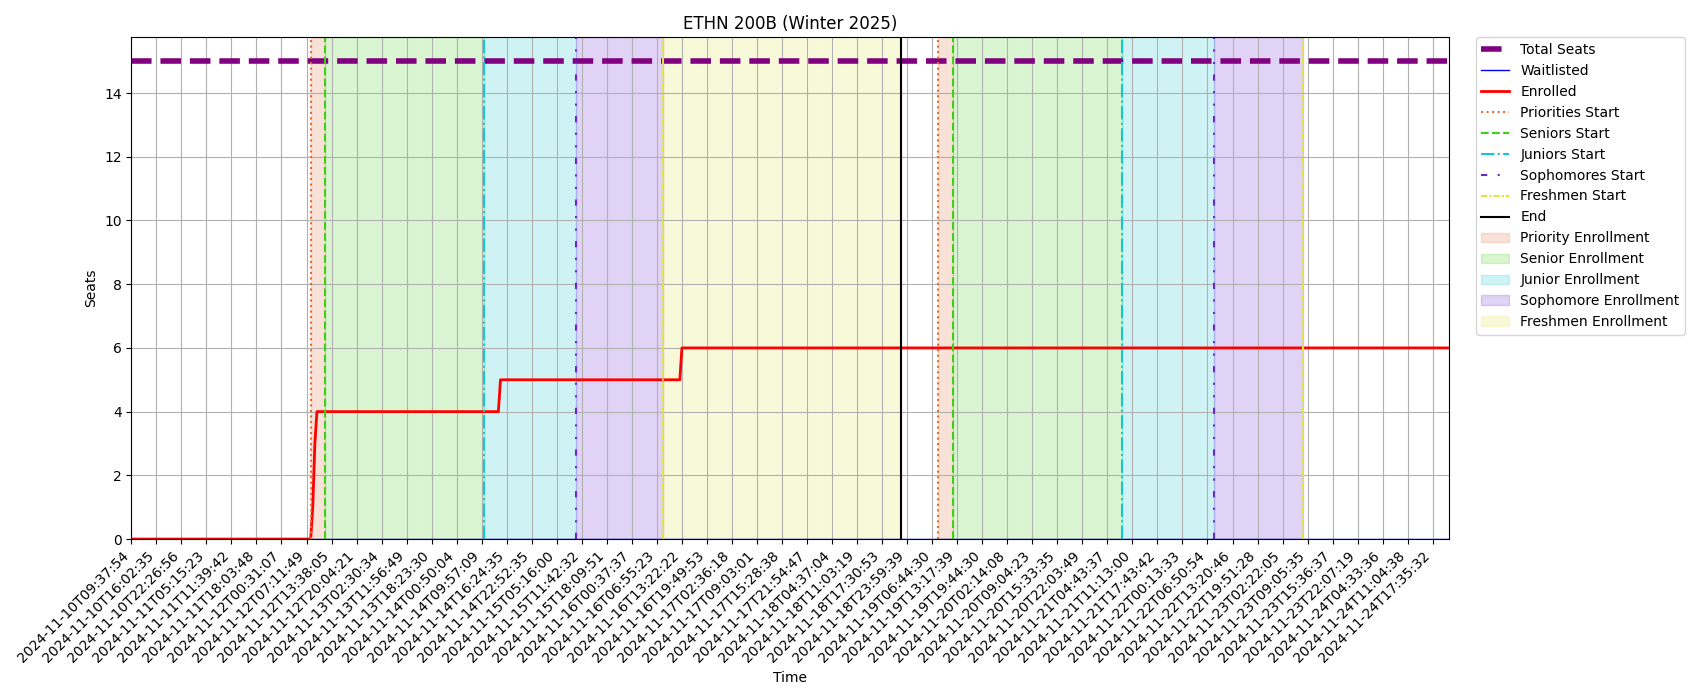 ETHN 200B (Winter 2025)
Seats
14
12
10
8
6
4
2
0
2024-11-10T09:37:54
2024-11-10T16:02:35
2024-11-10T22:26:56
2024-11-11T05:15:23
2024-11-11T11:39:42
2024-11-11T18:03:48
2024-11-12T00:31:07
2024-11-12T07:11:49
2024-11-12T13:38:05
2024-11-12T20:04:21
2024-11-13T02:30:34
2024-11-13T11:56:49
2024-11-13T18:23:30
2024-11-14T00:50:04
2024-11-14T09:57:09
2024-11-14T16:24:35
2024-11-14T22:52:35
2024-11-15T05:16:00
2024-11-15T11:42:32
2024-11-15T18:09:51
2024-11-16T00:37:37
2024-11-16T06:55:23
2024-11-16T13:22:22
2024-11-16T19:49:53
2024-11-17T02:36:18
2024-11-17T09:03:01
2024-11-17T15:28:38
2024-11-17T21:54:47
2024-11-18T04:37:04
2024-11-18T11:03:19
2024-11-18T17:30:53
2024-11-18T23:59:39
2024-11-19T06:44:30
2024-11-19T13:17:39
2024-11-19T19:44:30
2024-11-20T02:14:08
2024-11-20T09:04:23
2024-11-20T15:33:35
2024-11-20T22:03:49
2024-11-21T04:43:37
2024-11-21T11:13:00
2024-11-21T17:43:42
2024-11-22T00:13:33
2024-11-22T06:50:54
2024-11-22T13:20:46
2024-11-22T19:51:28
2024-11-23T02:22:05
2024-11-23T09:05:35
2024-11-23T15:36:37
2024-11-23T22:07:19
2024-11-24T04:33:36
2024-11-24T11:04:38
2024-11-24T17:35:32
Time
Total Seats
Waitlisted
Enrolled
Priorities Start
Seniors Start
Juniors Start
Sophomores Start
Freshmen Start
End
Priority Enrollment
Senior Enrollment
Junior Enrollment
Sophomore Enrollment
Freshmen Enrollment